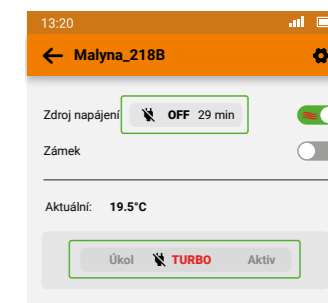 13:20
Malyna_218B
Zdroj napájení OFF 29 min
Zámek
Aktuální: 19.5°C
Úkol TURBO Aktiv